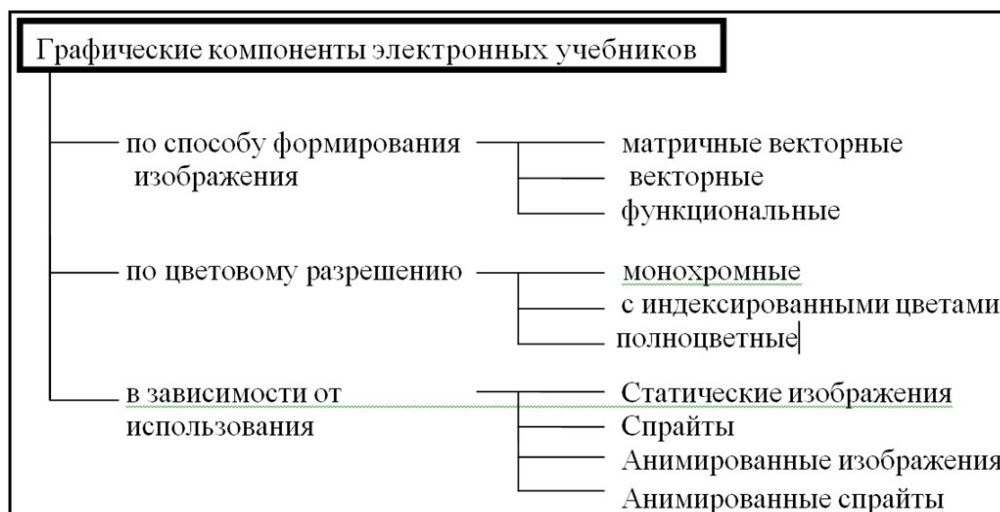 Графические компоненты электронных учебников
по способу формирования
изображения
матричные векторные
векторные
функциональные
по цветовому разрешению
монохромные
с индексированными цветами
полноцветные
в зависимости от
использования
Статические изображения
Спрайты
Анимированные изображения
Анимированные спрайты